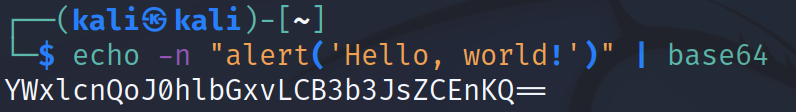 ┌──(kali㉿kali)-[~]
└─$ echo -n "alert('Hello, world!')" | base64
YWxlcnQoJ0hlbGxvLCB3b3JsZCEnKQ==